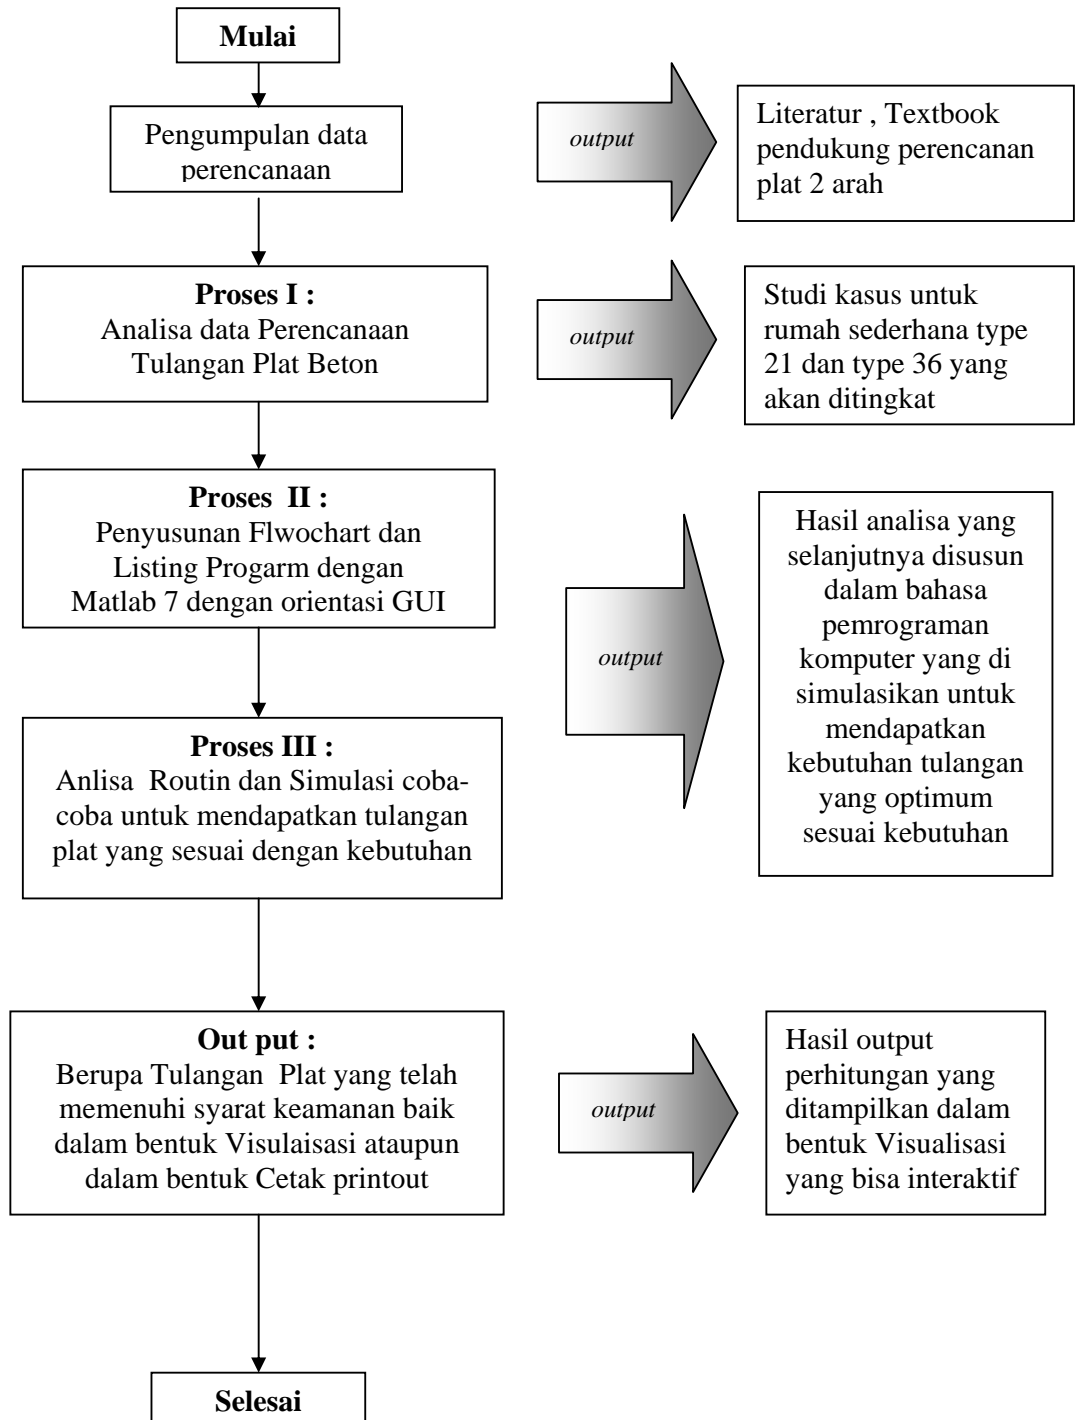 Mulai
Pengumpulan data
perencanaan
output
Literatur , Textbook
pendukung perencanan
plat 2 arah
Proses I :
Analisa data Perencanaan
Tulangan Plat Beton
output
Studi kasus untuk
rumah sederhana type
21 dan type 36 yang
akan ditingkat
Proses II :
Penyusunan Flwochart dan
Listing Progarm dengan
Matlab 7 dengan orientasi GUI
Proses III :
Anlisa Routin dan Simulasi coba-
coba untuk mendapatkan tulangan
plat yang sesuai dengan kebutuhan
output
Hasil analisa yang
selanjutnya disusun
dalam bahasa
pemrograman
komputer yang di
simulasikan untuk
mendapatkan
kebutuhan tulangan
yang optimum
sesuai kebutuhan
Out put :
Berupa Tulangan Plat yang telah
memenuhi syarat keamanan baik
dalam bentuk Visulaisasi ataupun
dalam bentuk Cetak printout
output
Hasil output
perhitungan yang
ditampilkan dalam
bentuk Visualisasi
yang bisa interaktif
Selesai